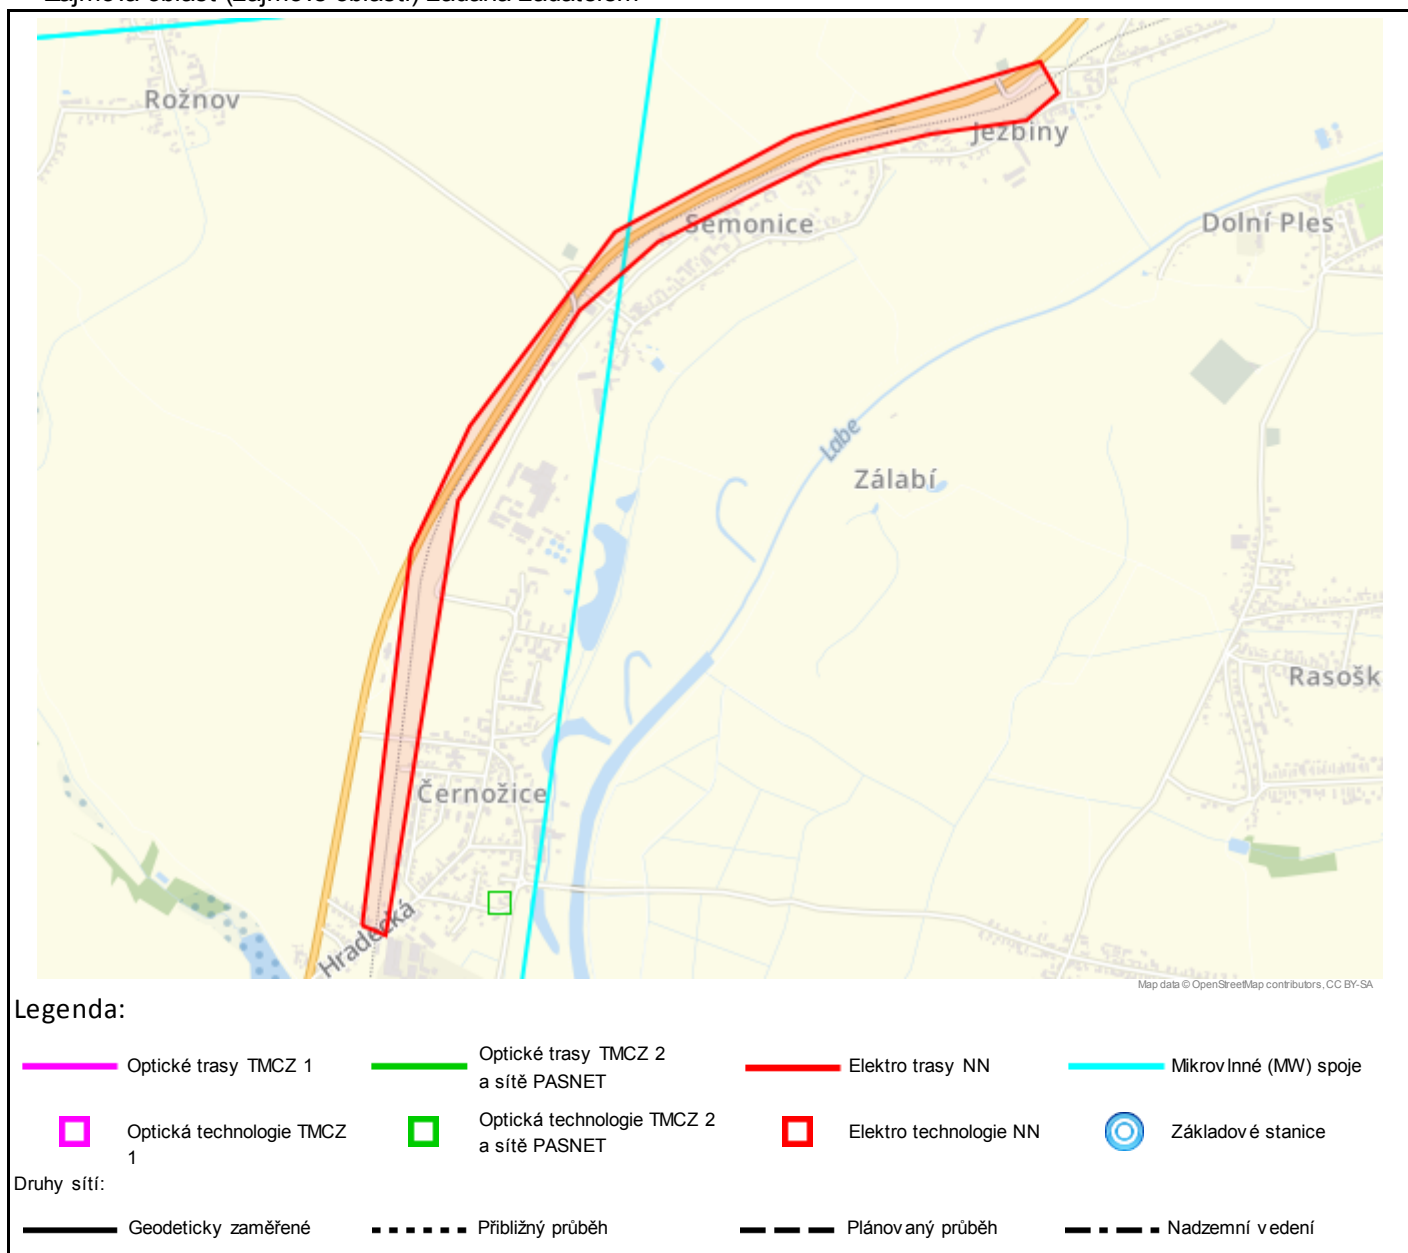 Rožnov
Jezbiny
Semonice
Dolní Ples
Labe
Zálabí
Rasošk
Černožice
Hradecká
Map data © OpenStreetMap contributors, CC BY-SA
Legenda:
Optické trasy TMCZ 1
Optické trasy TMCZ 2
a sítě PASNET
Elektro trasy NN
Mikrovlnné (MW) spoje
Optická technologie TMCZ
1
Optická technologie TMCZ 2
a sítě PASNET
Elektro technologie NN
Základové stanice
Druhy sítí:
Geodeticky zaměřené
Přibližný průběh
Plánovaný průběh
Nadzemní vedení